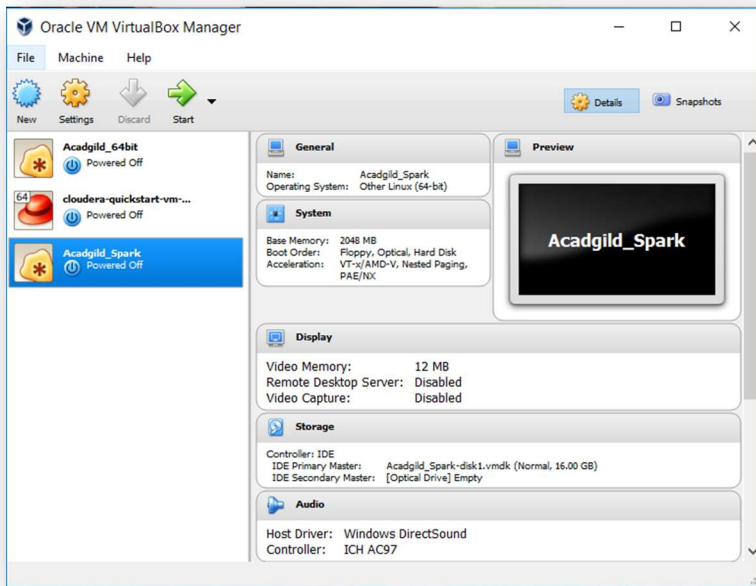 Oracle VM VirtualBox Manager
File Machine Help
New Settings Discard Start
Details Snapshots
Acadgild_64bit
Powered Off
64
cloudera-quickstart-vm-...
Powered Off
Acadgild_Spark
Powered Off
General
Name: Acadgild_Spark
Operating System: Other Linux (64-bit)
System
Base Memory: 2048 MB
Boot Order: Floppy, Optical, Hard Disk
Acceleration: VT-x/AMD-V, Nested Paging,
PAE/NX
Preview
Acadgild_Spark
Display
Video Memory: 12 MB
Remote Desktop Server: Disabled
Video Capture: Disabled
Storage
Controller: IDE
IDE Primary Master: Acadgild_Spark-disk1.vmdk (Normal, 16.00 GB)
IDE Secondary Master: [Optical Drive] Empty
Audio
Host Driver: Windows DirectSound
Controller: ICH AC97